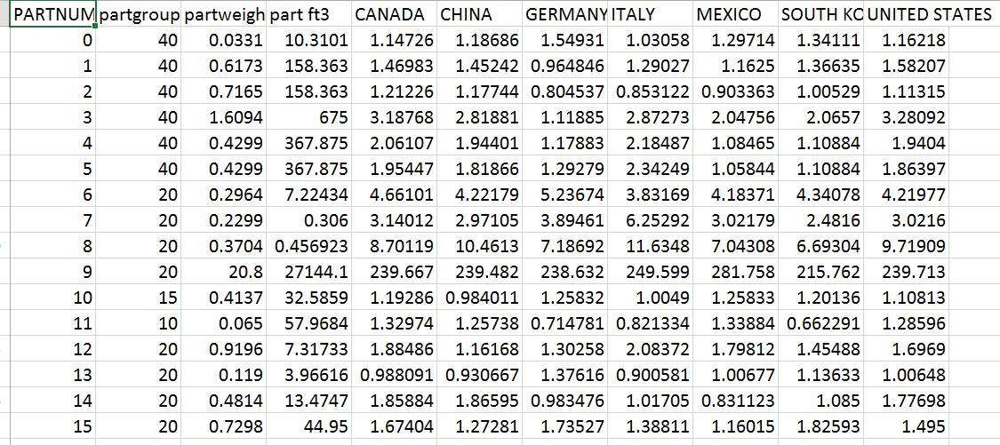 PARTNUM partgroup partweigh part ft3 CANADA CHINA GERMANY ITALY MEXICO SOUTH KO UNITED STATES
0 40 0.0331 10.3101 1.14726 1.18686 1.54931 1.03058 1.29714 1.34111 1.16218
1 40 0.6173 158.363 1.46983 1.45242 0.964846 1.29027 1.1625 1.36635 1.58207
2 40 0.7165 158.363 1.21226 1.17744 0.804537 0.853122 0.903363 1.00529 1.11315
3 40 1.6094 675 3.18768 2.81881 1.11885 2.87273 2.04756 2.0657 3.28092
4 40 0.4299 367.875 2.06107 1.94401 1.17883 2.18487 1.08465 1.10884 1.9404
5 40 0.4299 367.875 1.95447 1.81866 1.29279 2.34249 1.05844 1.10884 1.86397
6 20 0.2964 7.22434 4.66101 4.22179 5.23674 3.83169 4.18371 4.34078 4.21977
7 20 0.2299 0.306 3.14012 2.97105 3.89461 6.25292 3.02179 2.4816 3.0216
8 20 0.3704 0.456923 8.70119 10.4613 7.18692 11.6348 7.04308 6.69304 9.71909
9 20 20.8 27144.1 239.667 239.482 238.632 249.599 281.758 215.762 239.713
10 15 0.4137 32.5859 1.19286 0.984011 1.25832 1.0049 1.25833 1.20136 1.10813
11 10 0.065 57.9684 1.32974 1.25738 0.714781 0.821334 1.33884 0.662291 1.28596
12 20 0.9196 7.31733 1.88486 1.16168 1.30258 2.08372 1.79812 1.45488 1.6969
13 20 0.119 3.96616 0.988091 0.930667 1.37616 0.900581 1.00677 1.13633 1.00648
14 20 0.4814 13.4747 1.85884 1.86595 0.983476 1.01705 0.831123 1.085 1.77698
15 20 0.7298 44.95 1.67404 1.27281 1.73527 1.38811 1.16015 1.82593 1.495